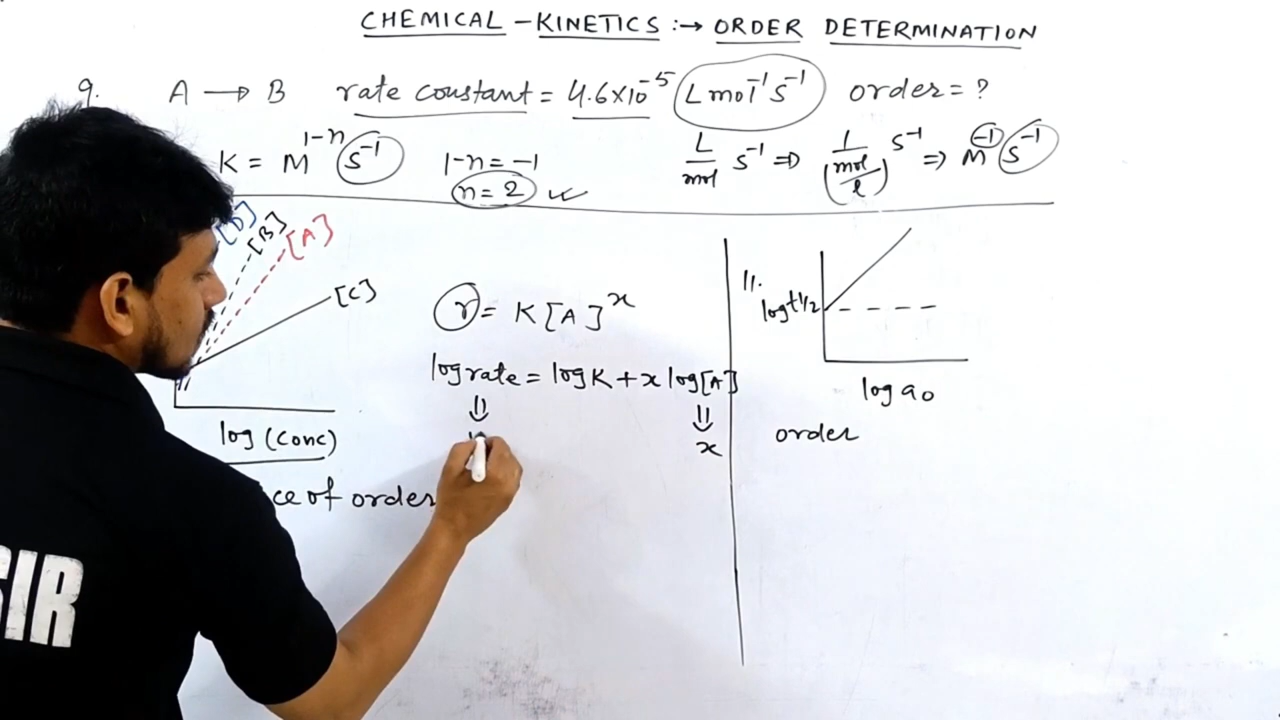 CHEMICAL - KINETICS :→ ORDER DETERMINATION
9. A → B rate constant = 4.6×10⁻⁵ L mol⁻¹ s⁻¹ order = ?
K = M¹⁻ⁿ s⁻¹ 1-n = -1 L/mol s⁻¹ ⇒ 1/(mol/l) s⁻¹ ⇒ M⁻¹ s⁻¹
n = 2
[D] [B] [A]
[C]
log (conc)
ce of order
r = K[A]ˣ
log rate = log K + x log[A]
x
11.
log t1/2
log a₀
order
SIR